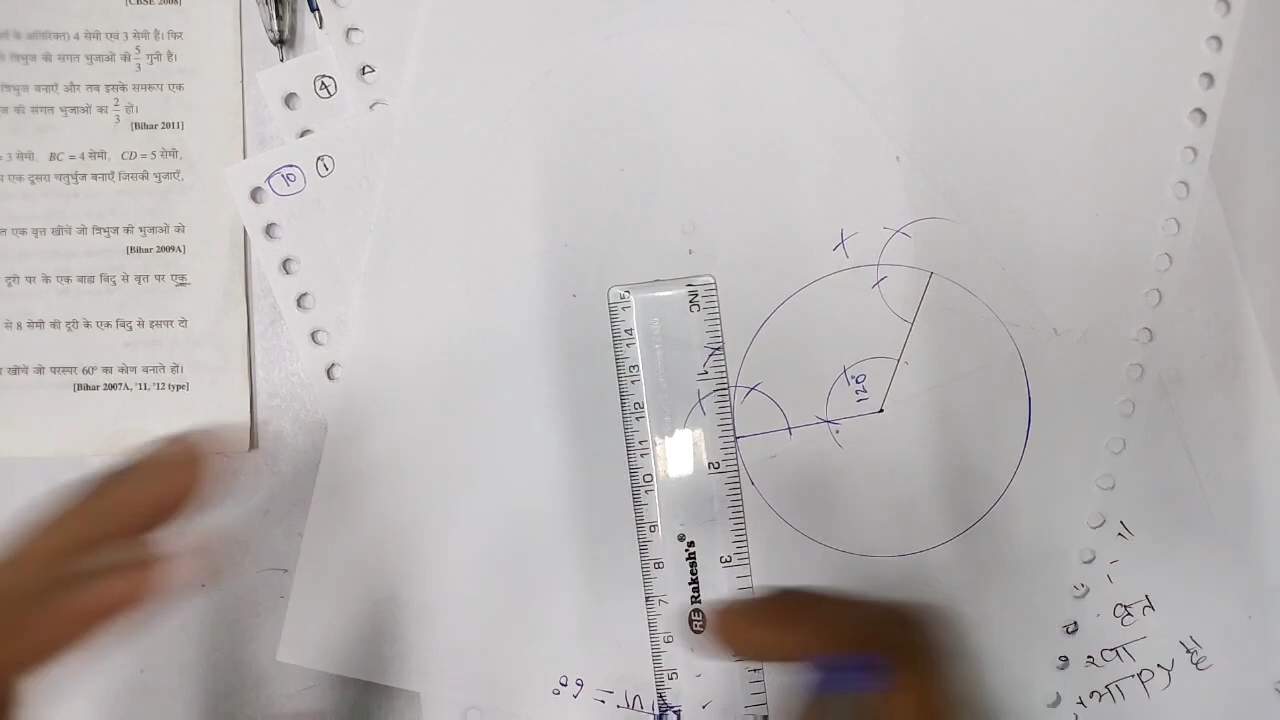 [CBSE 2008]
4 सेमी एवं 3 सेमी हैं। फिर
त्रिभुज की संगत भुजाओं की 5/3 गुनी है।
त्रिभुज बनाएँ और तब इसके समरूप एक
की संगत भुजाओं का 2/3 हों।
[Bihar 2011]
= 3 सेमी, BC = 4 सेमी, CD = 5 सेमी,
एक दूसरा चतुर्भुज बनाएँ जिसकी भुजाएँ,
एक वृत्त खींचें जो त्रिभुज की भुजाओं को
[Bihar 2009A]
दूरी पर के एक बाह्य बिंदु से वृत्त पर एक
से 8 सेमी की दूरी के एक बिंदु से इसपर दो
खींचें जो परस्पर 60° का कोण बनाते हों।
[Bihar 2007A, '11, '12 type]
4
10 1
120°
15 14 13 12 11 10 9 8 7 6 5
INC 1 2 3
RE Rakesh's®
60°